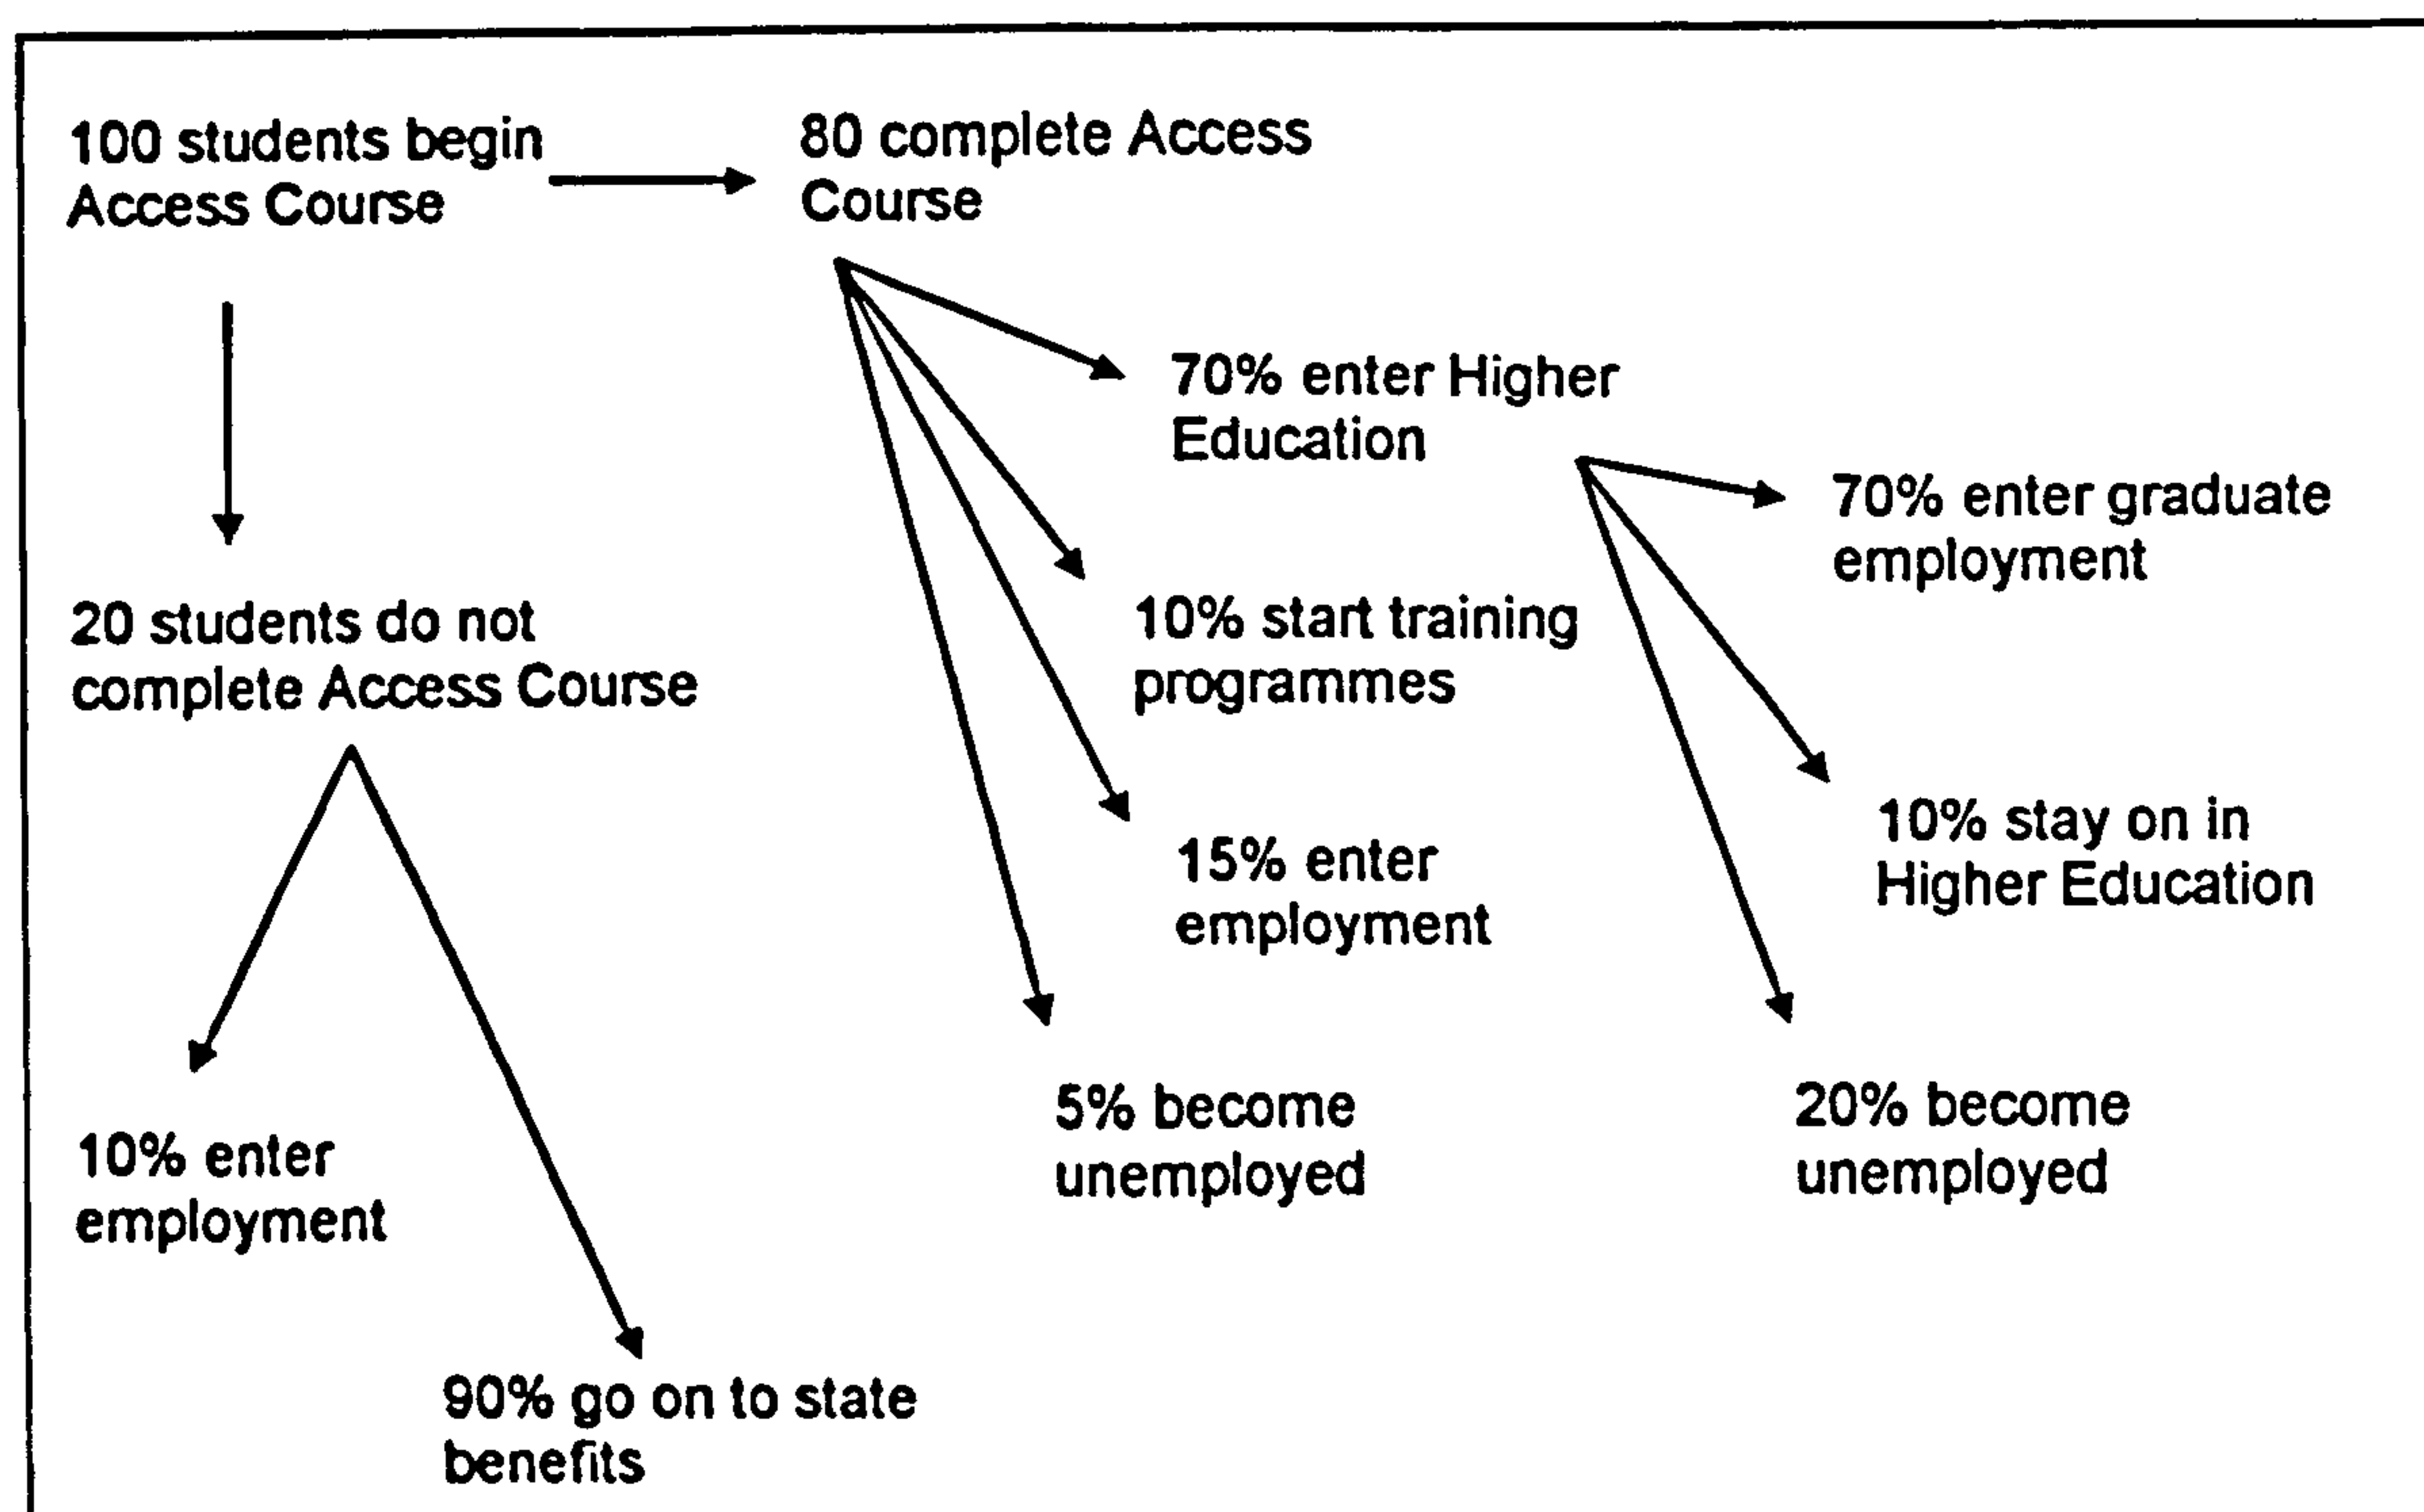 100 students begin
Access Course
80 complete Access
Course
70% enter Higher
Education
70% enter graduate
employment
20 students do not
complete Access Course
10% start training
programmes
10% stay on in
Higher Education
15% enter
employment
5% become
unemployed
20% become
unemployed
10% enter
employment
90% go on to state
benefits